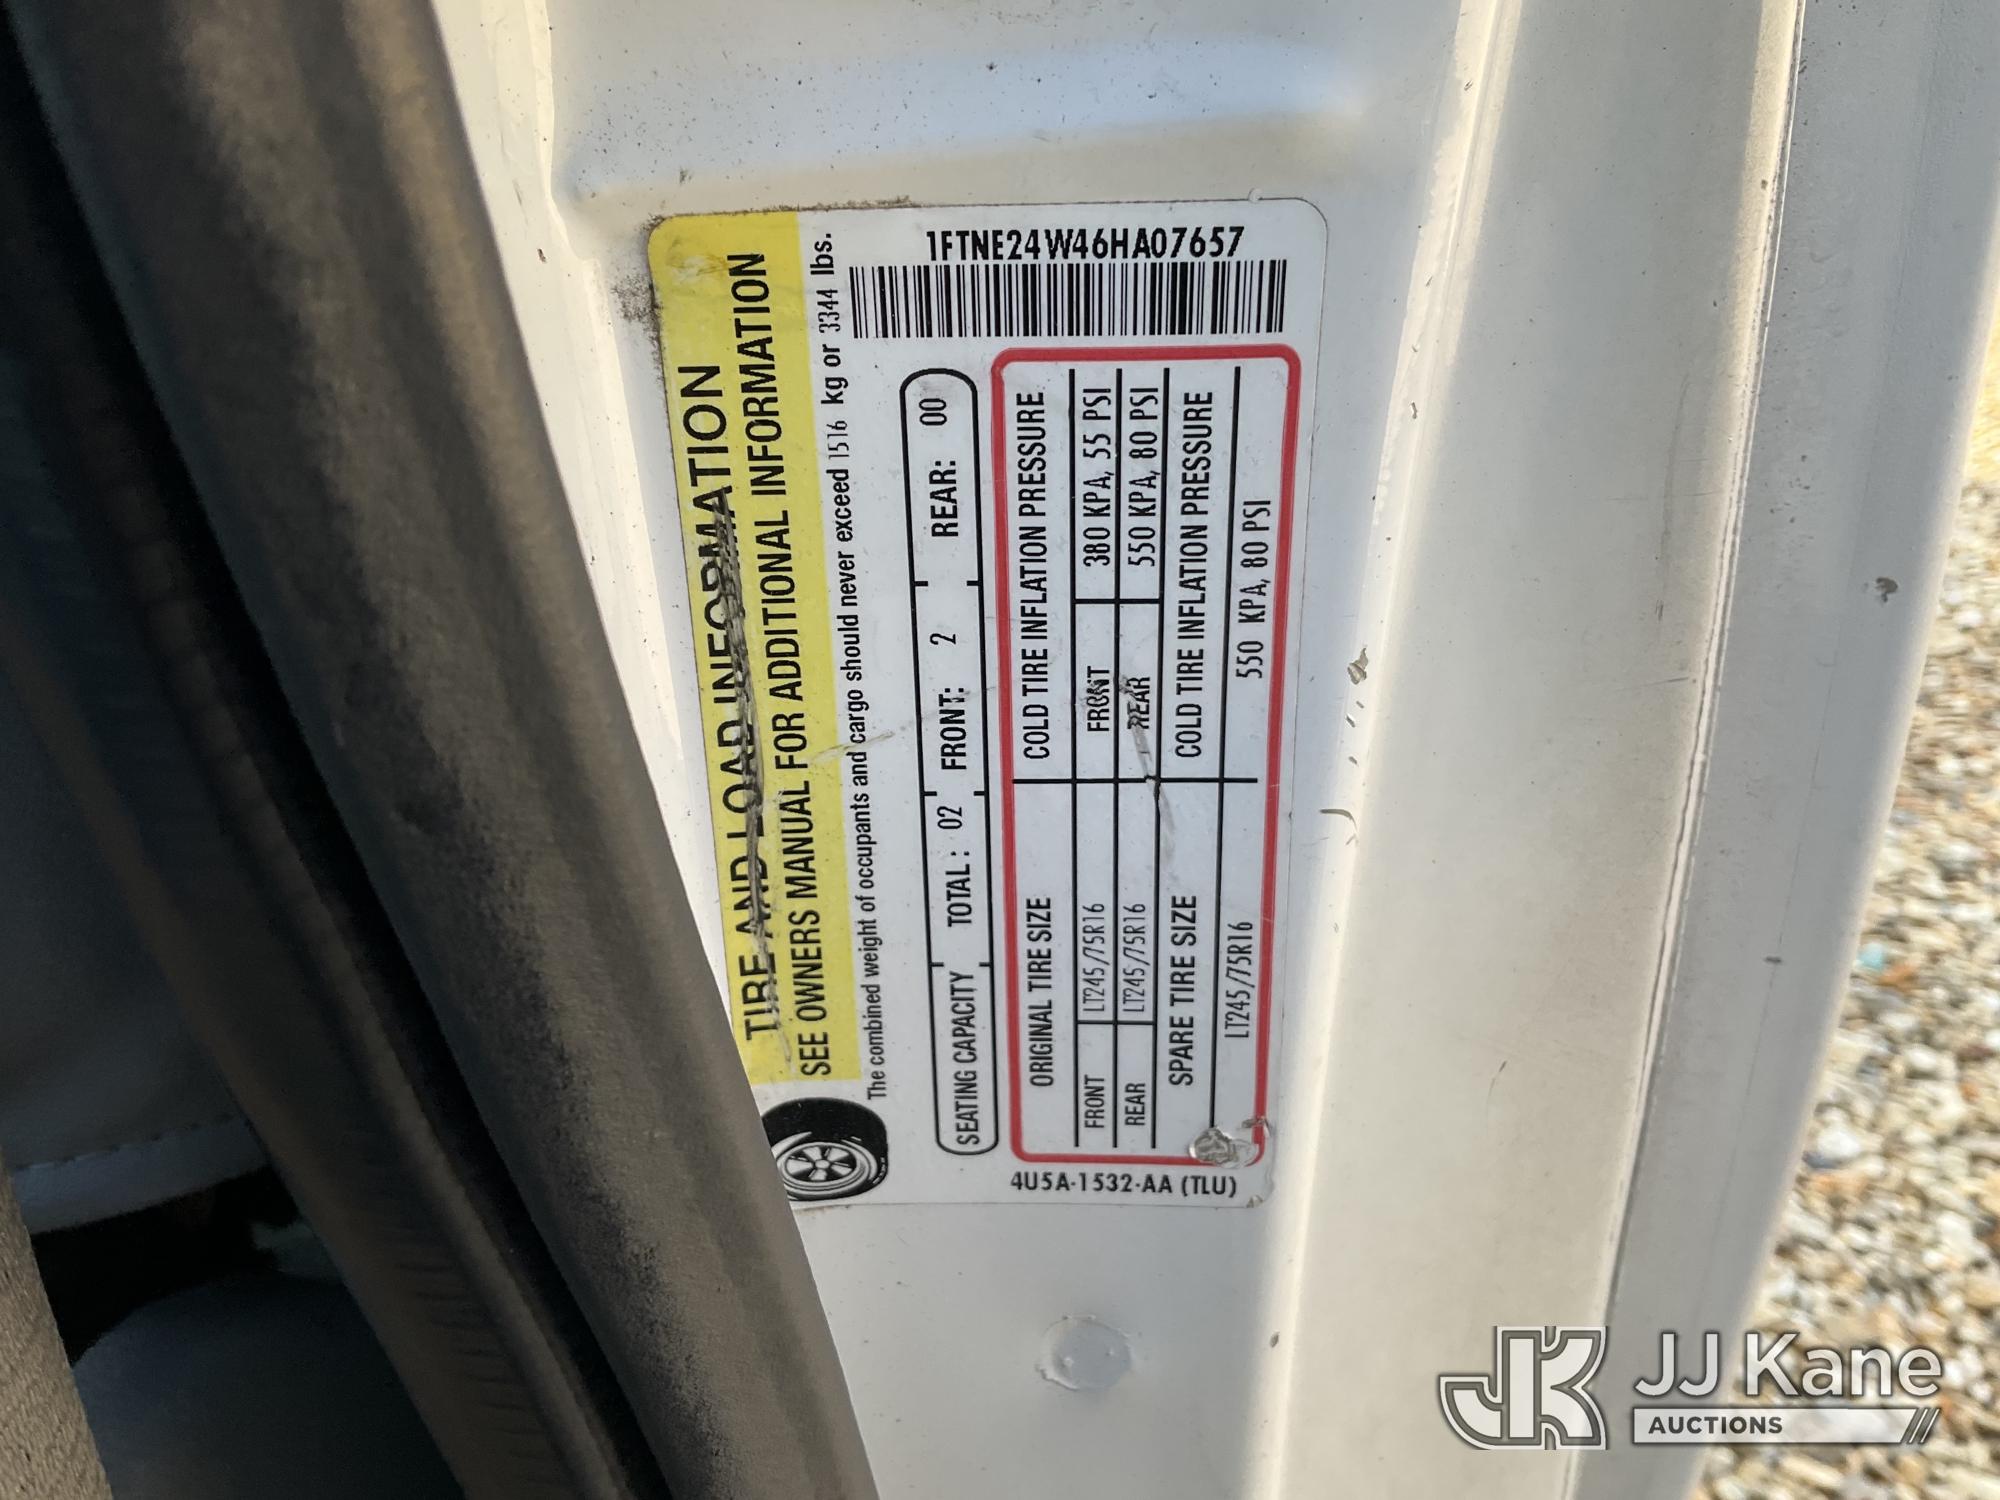 TIRE AND LOAD INFORMATION
SEE OWNERS MANUAL FOR ADDITIONAL INFORMATION
The combined weight of occupants and cargo should never exceed 1516 kg or 3344 lbs.
SEATING CAPACITY TOTAL: 02 FRONT: 2 REAR: 00
1FTNE24W46HA07657
ORIGINAL TIRE SIZE COLD TIRE INFLATION PRESSURE
FRONT LT245/75R16 FRONT 380 KPA, 55 PSI
REAR LT245/75R16 REAR 550 KPA, 80 PSI
SPARE TIRE SIZE COLD TIRE INFLATION PRESSURE
LT245/75R16 550 KPA, 80 PSI
4U5A-1532-AA (TLU)
JK JJ Kane
AUCTIONS